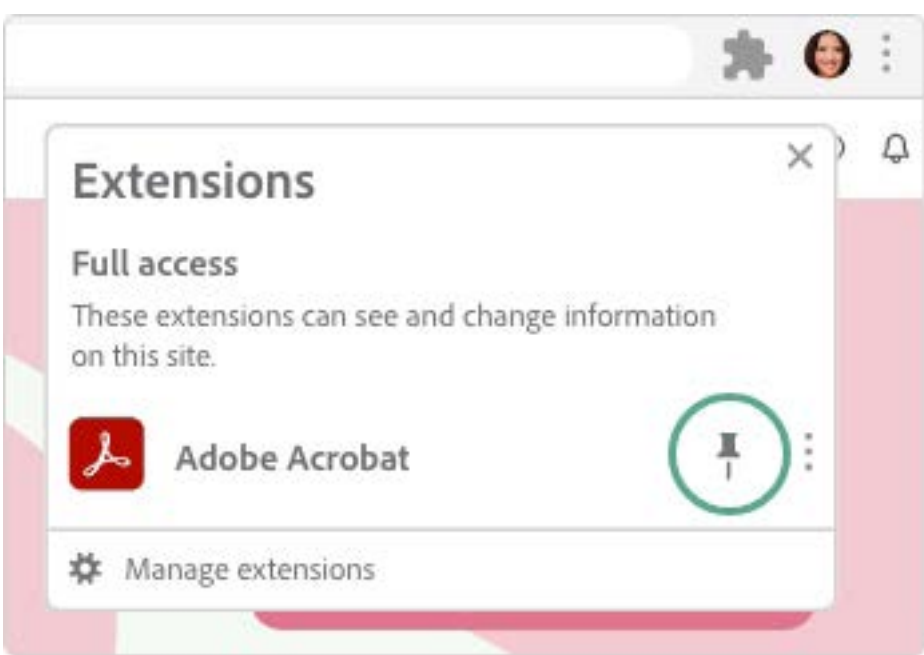 Extensions
Full access
These extensions can see and change information
on this site.
Adobe Acrobat
Manage extensions